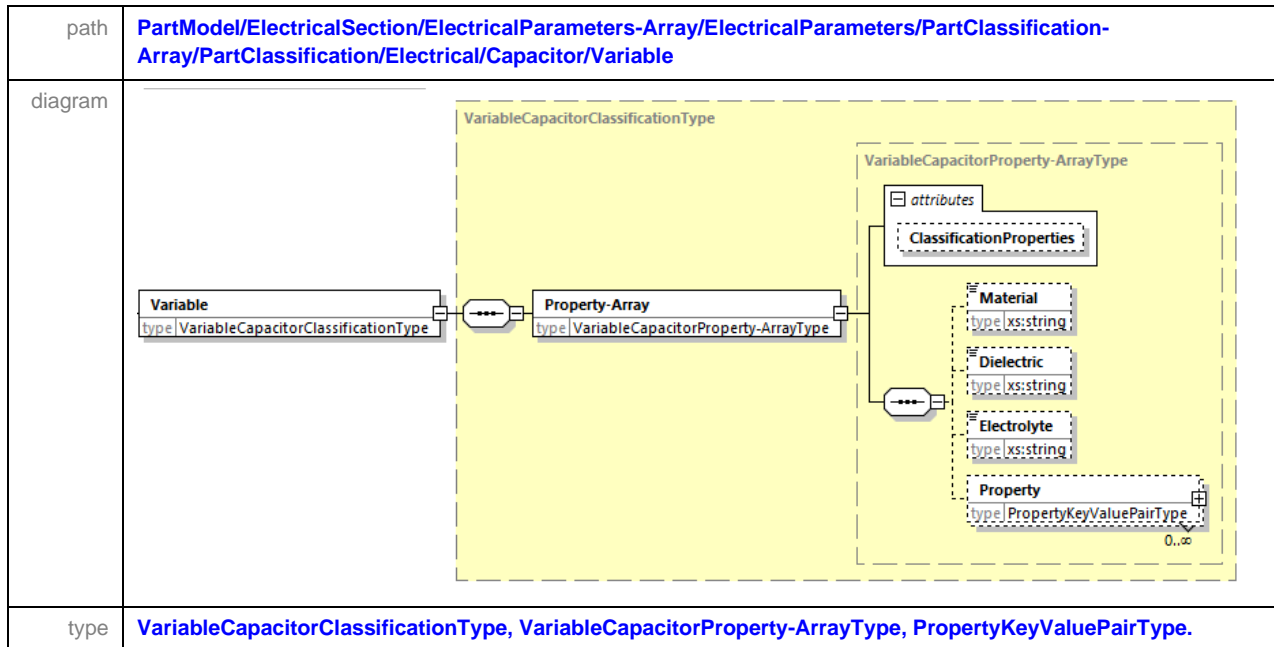 path
PartModel/ElectricalSection/ElectricalParameters-Array/ElectricalParameters/PartClassification-
Array/PartClassification/Electrical/Capacitor/Variable
diagram
VariableCapacitorClassificationType
VariableCapacitorProperty-ArrayType
attributes
ClassificationProperties
Variable
type VariableCapacitorClassificationType
Property-Array
type VariableCapacitorProperty-ArrayType
Material
type xs:string
Dielectric
type xs:string
Electrolyte
type xs:string
Property
type PropertyKeyValuePairType
0..∞
type
VariableCapacitorClassificationType, VariableCapacitorProperty-ArrayType, PropertyKeyValuePairType.